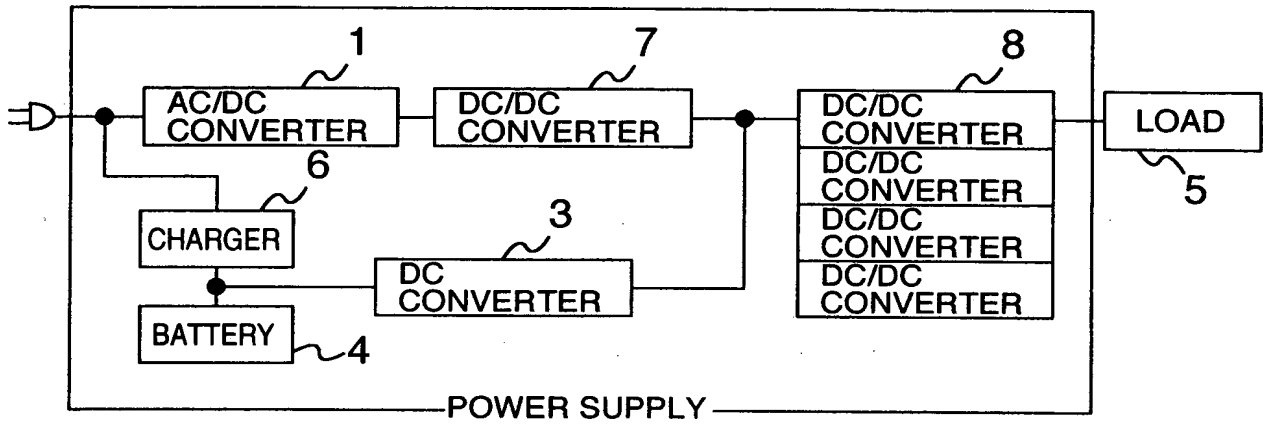 1
7
8
AC/DC
CONVERTER
DC/DC
CONVERTER
DC/DC
CONVERTER
LOAD
5
DC/DC
CONVERTER
DC/DC
CONVERTER
DC/DC
CONVERTER
6
CHARGER
3
DC
CONVERTER
BATTERY
4
POWER SUPPLY